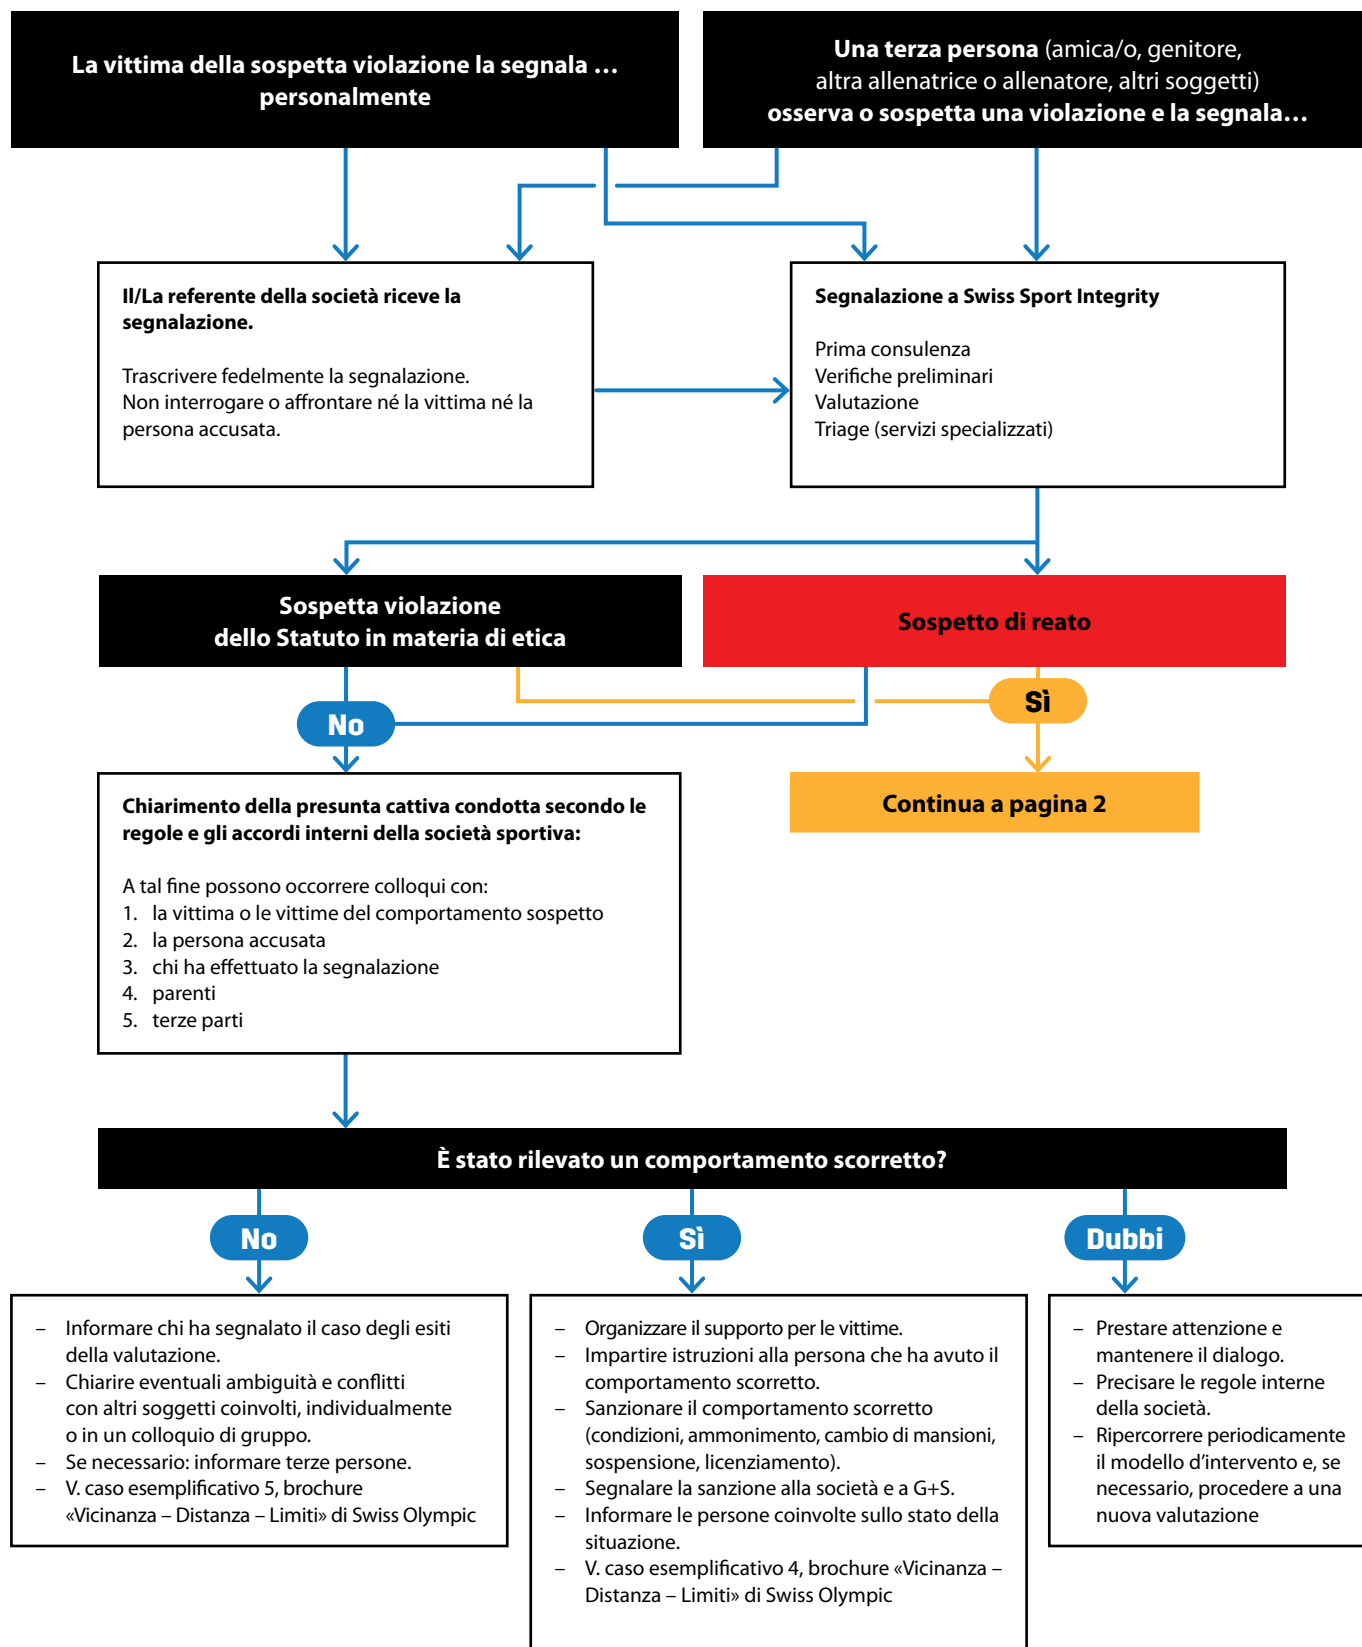 La vittima della sospetta violazione la segnala …
personalmente
Una terza persona (amica/o, genitore,
altra allenatrice o allenatore, altri soggetti)
osserva o sospetta una violazione e la segnala…
Il/La referente della società riceve la
segnalazione.
Trascrivere fedelmente la segnalazione.
Non interrogare o affrontare né la vittima né la
persona accusata.
Segnalazione a Swiss Sport Integrity
Prima consulenza
Verifiche preliminari
Valutazione
Triage (servizi specializzati)
Sospetta violazione
dello Statuto in materia di etica
Sospetto di reato
Sì
No
Chiarimento della presunta cattiva condotta secondo le
regole e gli accordi interni della società sportiva:
A tal fine possono occorrere colloqui con:
1. la vittima o le vittime del comportamento sospetto
2. la persona accusata
3. chi ha effettuato la segnalazione
4. parenti
5. terze parti
Continua a pagina 2
È stato rilevato un comportamento scorretto?
No
Sì
Dubbi
– Informare chi ha segnalato il caso degli esiti
della valutazione.
– Chiarire eventuali ambiguità e conflitti
con altri soggetti coinvolti, individualmente
o in un colloquio di gruppo.
– Se necessario: informare terze persone.
– V. caso esemplificativo 5, brochure
«Vicinanza – Distanza – Limiti» di Swiss Olympic
– Organizzare il supporto per le vittime.
– Impartire istruzioni alla persona che ha avuto il
comportamento scorretto.
– Sanzionare il comportamento scorretto
(condizioni, ammonimento, cambio di mansioni,
sospensione, licenziamento).
– Segnalare la sanzione alla società e a G+S.
– Informare le persone coinvolte sullo stato della
situazione.
– V. caso esemplificativo 4, brochure «Vicinanza –
Distanza – Limiti» di Swiss Olympic
– Prestare attenzione e
mantenere il dialogo.
– Precisare le regole interne
della società.
– Ripercorrere periodicamente
il modello d’intervento e, se
necessario, procedere a una
nuova valutazione